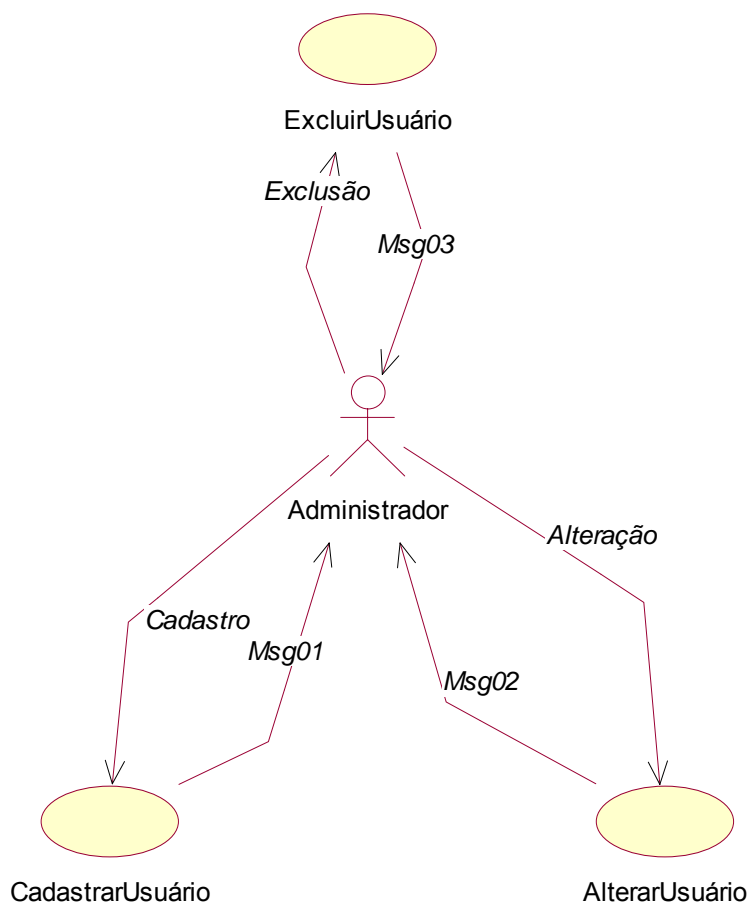 ExcluirUsuário
Exclusão
Msg03
Administrador
Alteração
Cadastro
Msg01
Msg02
CadastrarUsuário
AlterarUsuário